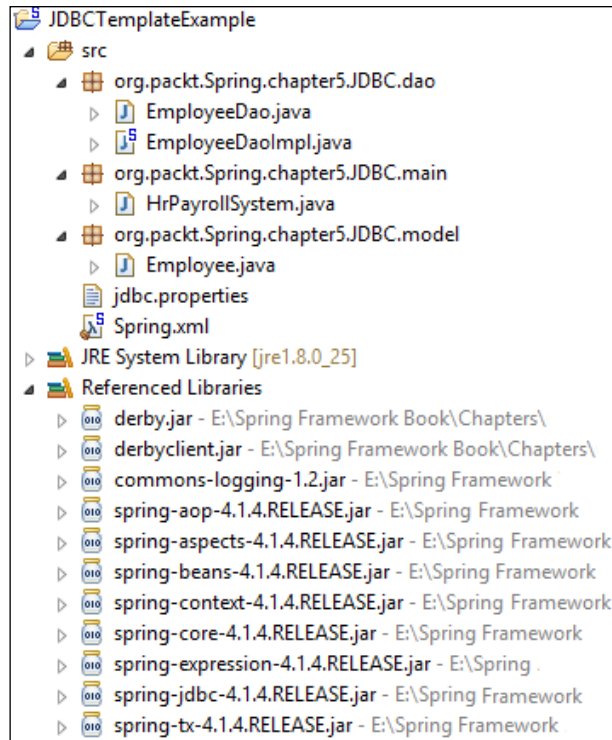 JDBCTemplateExample
src
org.packt.Spring.chapter5.JDBC.dao
EmployeeDao.java
EmployeeDaoImpl.java
org.packt.Spring.chapter5.JDBC.main
HrPayrollSystem.java
org.packt.Spring.chapter5.JDBC.model
Employee.java
jdbc.properties
Spring.xml
JRE System Library [jre1.8.0_25]
Referenced Libraries
derby.jar - E:\Spring Framework Book\Chapters\
derbyclient.jar - E:\Spring Framework Book\Chapters\
commons-logging-1.2.jar - E:\Spring Framework
spring-aop-4.1.4.RELEASE.jar - E:\Spring Framework
spring-aspects-4.1.4.RELEASE.jar - E:\Spring Framework
spring-beans-4.1.4.RELEASE.jar - E:\Spring Framework
spring-context-4.1.4.RELEASE.jar - E:\Spring Framework
spring-core-4.1.4.RELEASE.jar - E:\Spring Framework
spring-expression-4.1.4.RELEASE.jar - E:\Spring
spring-jdbc-4.1.4.RELEASE.jar - E:\Spring Framework
spring-tx-4.1.4.RELEASE.jar - E:\Spring Framework